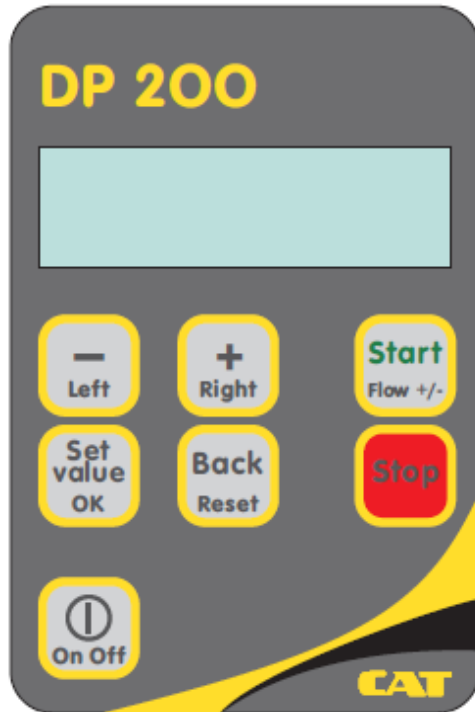 DP 200
− + Start
Left Right Flow +/-
Set
value Back Stop
OK Reset
On Off
CAT